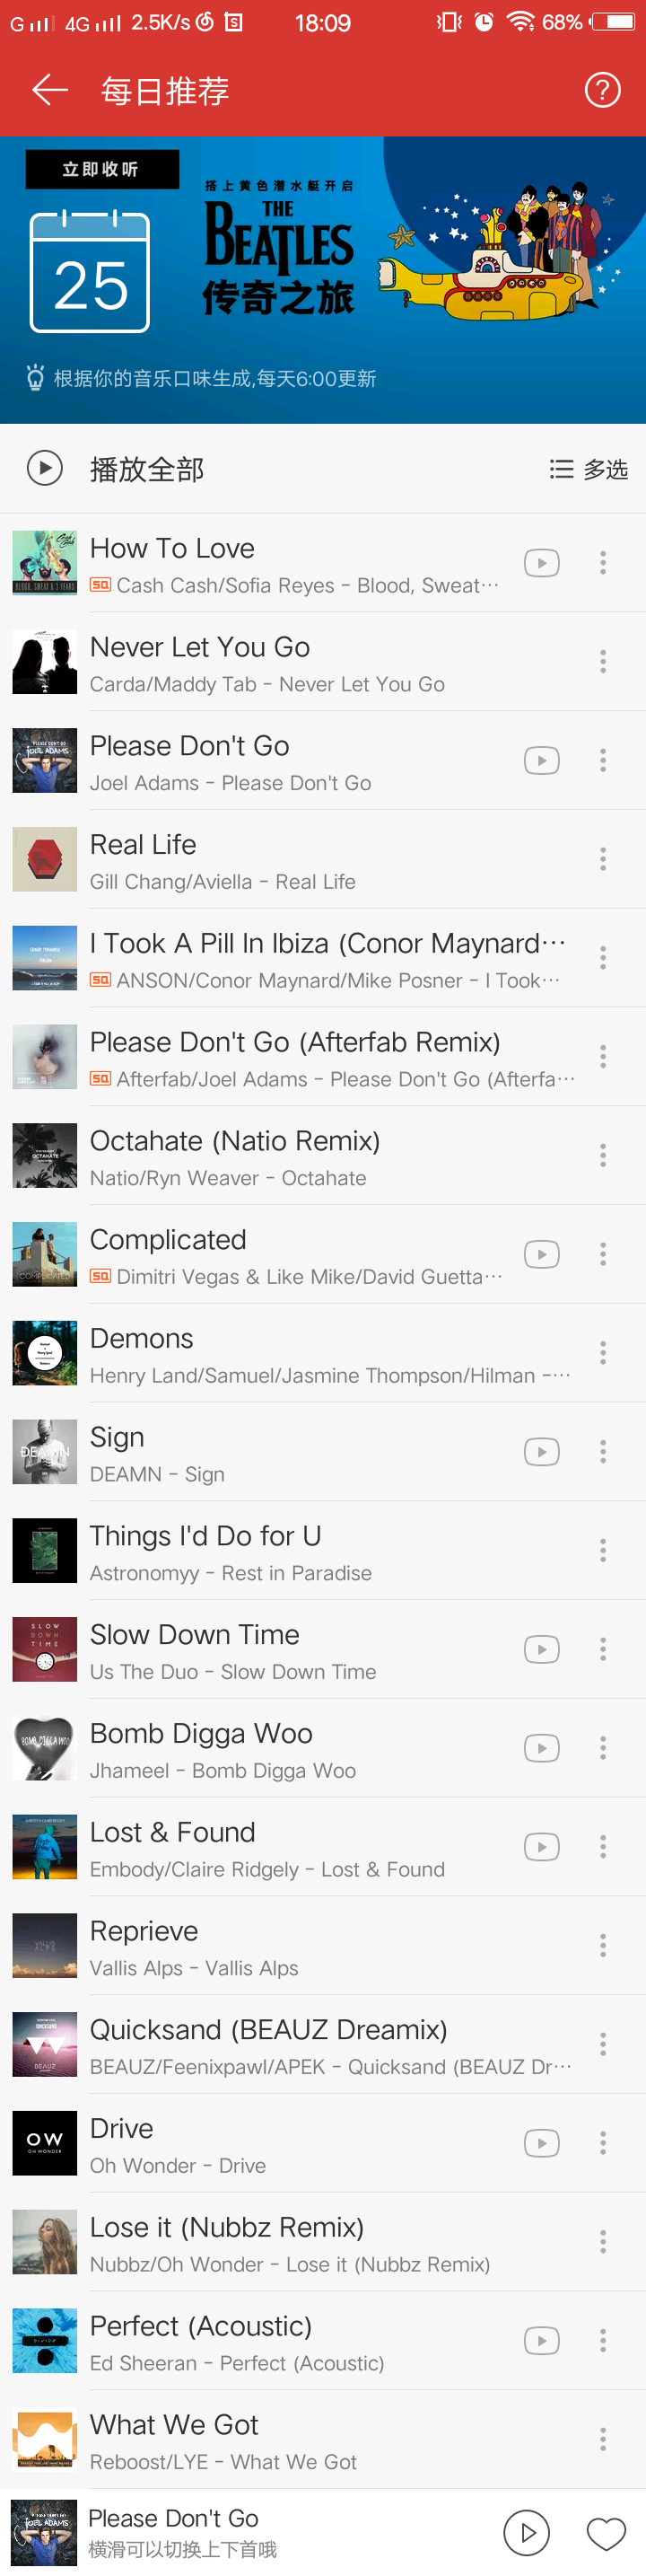 G 4G 2.5K/s 18:09 68%
每日推荐
立即收听
25
搭上黄色潜水艇开启
THE
BEATLES
传奇之旅
根据你的音乐口味生成,每天6:00更新
播放全部 多选
How To Love
SQ Cash Cash/Sofia Reyes - Blood, Sweat···
Never Let You Go
Carda/Maddy Tab - Never Let You Go
Please Don't Go
Joel Adams - Please Don't Go
Real Life
Gill Chang/Aviella - Real Life
I Took A Pill In Ibiza (Conor Maynard···
SQ ANSON/Conor Maynard/Mike Posner - I Took···
Please Don't Go (Afterfab Remix)
SQ Afterfab/Joel Adams - Please Don't Go (Afterfa···
Octahate (Natio Remix)
Natio/Ryn Weaver - Octahate
Complicated
SQ Dimitri Vegas & Like Mike/David Guetta···
Demons
Henry Land/Samuel/Jasmine Thompson/Hilman -···
Sign
DEAMN - Sign
Things I'd Do for U
Astronomyy - Rest in Paradise
SLOW
DOWN
TIME
Slow Down Time
Us The Duo - Slow Down Time
Bomb Digga Woo
Jhameel - Bomb Digga Woo
Lost & Found
Embody/Claire Ridgely - Lost & Found
Reprieve
Vallis Alps - Vallis Alps
Quicksand (BEAUZ Dreamix)
BEAUZ/Feenixpawl/APEK - Quicksand (BEAUZ Dr···
OW
OH WONDER
Drive
Oh Wonder - Drive
Lose it (Nubbz Remix)
Nubbz/Oh Wonder - Lose it (Nubbz Remix)
Perfect (Acoustic)
Ed Sheeran - Perfect (Acoustic)
What We Got
Reboost/LYE - What We Got
Please Don't Go
横滑可以切换上下首哦